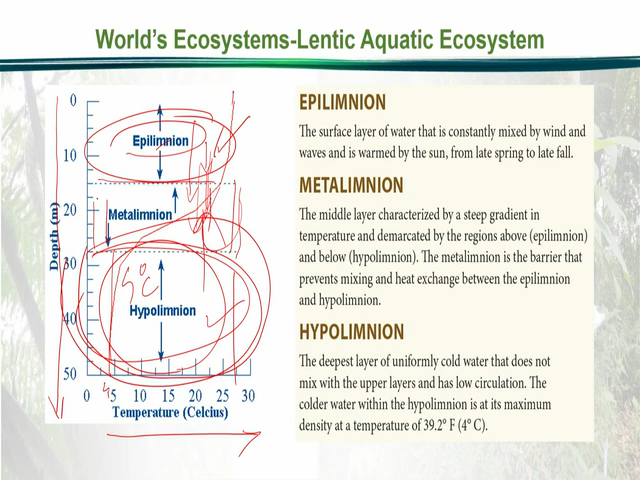 World's Ecosystems-Lentic Aquatic Ecosystem
0
10
20
30
40
50
Depth (m)
Epilimnion
Metalimnion
Hypolimnion
0 5 10 15 20 25 30
Temperature (Celcius)
EPILIMNION
The surface layer of water that is constantly mixed by wind and
waves and is warmed by the sun, from late spring to late fall.
METALIMNION
The middle layer characterized by a steep gradient in
temperature and demarcated by the regions above (epilimnion)
and below (hypolimnion). The metalimnion is the barrier that
prevents mixing and heat exchange between the epilimnion
and hypolimnion.
HYPOLIMNION
The deepest layer of uniformly cold water that does not
mix with the upper layers and has low circulation. The
colder water within the hypolimnion is at its maximum
density at a temperature of 39.2° F (4° C).